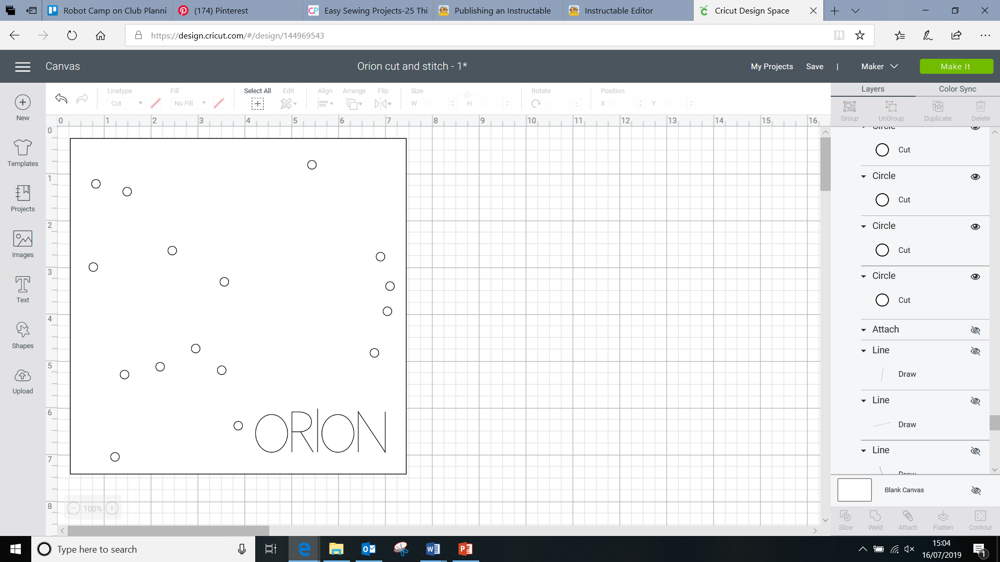 Robot Camp on Club Planni
(174) Pinterest
Easy Sewing Projects-25 Thi
Publishing an Instructable
Instructable Editor
Cricut Design Space
https://design.cricut.com/#/design/144969543
Canvas
Orion cut and stitch - 1*
My Projects
Save
|
Maker
Make It
New
Templates
Projects
Images
Text
Shapes
Upload
Linetype
Cut
Fill
No Fill
Select All
Edit
Align
Arrange
Flip
Size
W
H
Rotate
Position
X
Y
0 1 2 3 4 5 6 7 8 9 10 11 12 13 14 15 16
0
1
2
3
4
5
6
7
8
ORION
100%
Layers
Color Sync
Group
UnGroup
Duplicate
Delete
Circle
Cut
Circle
Cut
Circle
Cut
Circle
Cut
Attach
Line
Draw
Line
Draw
Line
Draw
Blank Canvas
Slice
Weld
Attach
Flatten
Contour
Type here to search
15:04
16/07/2019
1